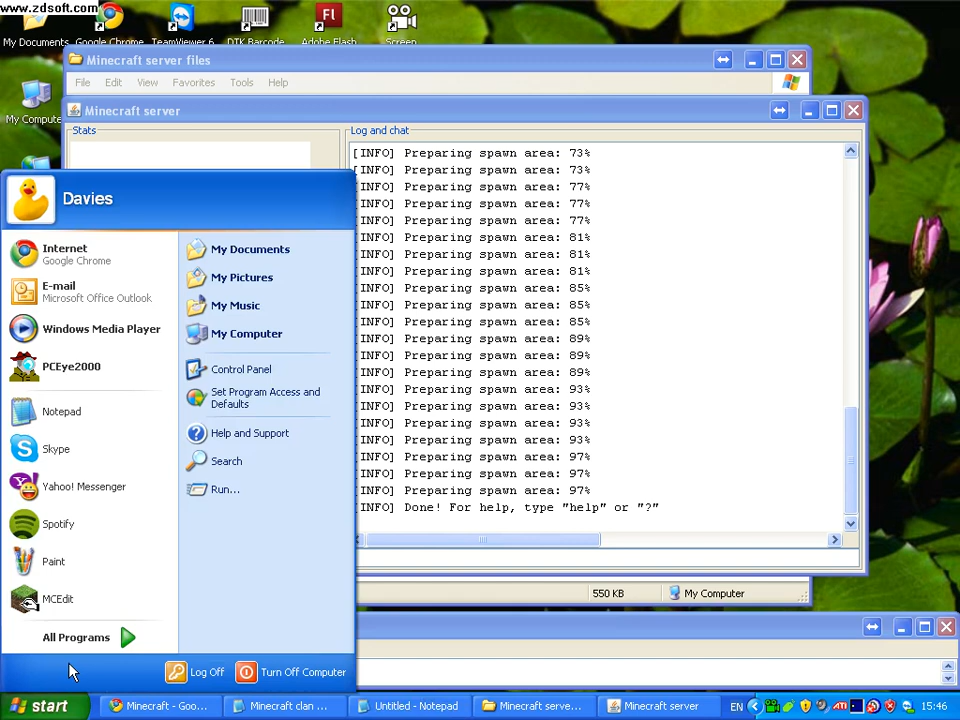 www.zdsoft.com
My Documents
Google Chrome
TeamViewer 6
DTK Barcode
Adobe Flash
Screen
My Compute
Minecraft server files
File Edit View Favorites Tools Help
Minecraft server
Stats
Log and chat
[INFO] Preparing spawn area: 73%
[INFO] Preparing spawn area: 73%
[INFO] Preparing spawn area: 77%
[INFO] Preparing spawn area: 77%
[INFO] Preparing spawn area: 77%
[INFO] Preparing spawn area: 81%
[INFO] Preparing spawn area: 81%
[INFO] Preparing spawn area: 81%
[INFO] Preparing spawn area: 85%
[INFO] Preparing spawn area: 85%
[INFO] Preparing spawn area: 85%
[INFO] Preparing spawn area: 89%
[INFO] Preparing spawn area: 89%
[INFO] Preparing spawn area: 89%
[INFO] Preparing spawn area: 93%
[INFO] Preparing spawn area: 93%
[INFO] Preparing spawn area: 93%
[INFO] Preparing spawn area: 93%
[INFO] Preparing spawn area: 97%
[INFO] Preparing spawn area: 97%
[INFO] Preparing spawn area: 97%
[INFO] Done! For help, type "help" or "?"
550 KB
My Computer
Davies
Internet
Google Chrome
E-mail
Microsoft Office Outlook
Windows Media Player
PCEye2000
Notepad
Skype
Yahoo! Messenger
Spotify
Paint
MCEdit
All Programs
My Documents
My Pictures
My Music
My Computer
Control Panel
Set Program Access and
Defaults
Help and Support
Search
Run...
Log Off
Turn Off Computer
start
Minecraft - Goo...
Minecraft clan ...
Untitled - Notepad
Minecraft serve...
Minecraft server
EN
15:46